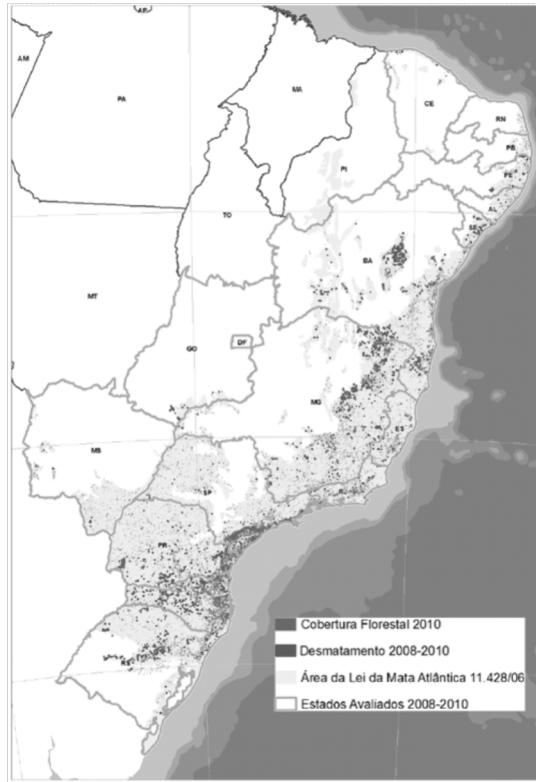 AP
AM
PA
MA
CE
RN
PB
PE
AL
SE
PI
TO
BA
MT
GO
DF
MG
ES
MS
SP
RJ
PR
RS
Cobertura Florestal 2010
Desmatamento 2008-2010
Área da Lei da Mata Atlântica 11.428/06
Estados Avaliados 2008-2010